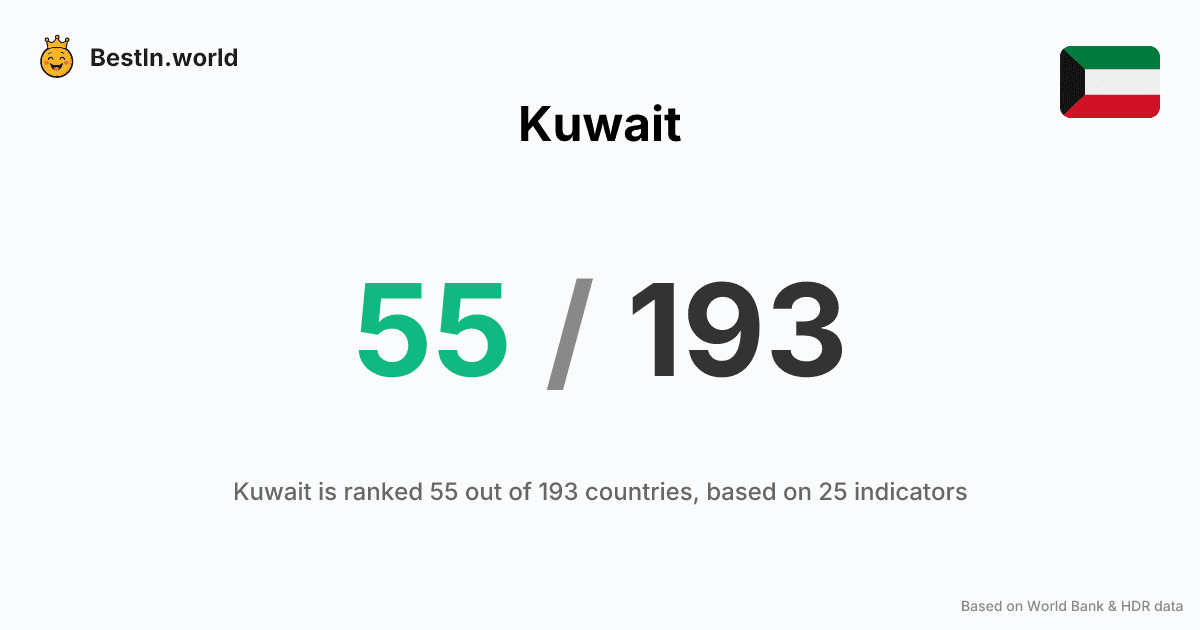 BestIn.world
Kuwait
55 / 193
Kuwait is ranked 55 out of 193 countries, based on 25 indicators
Based on World Bank & HDR data